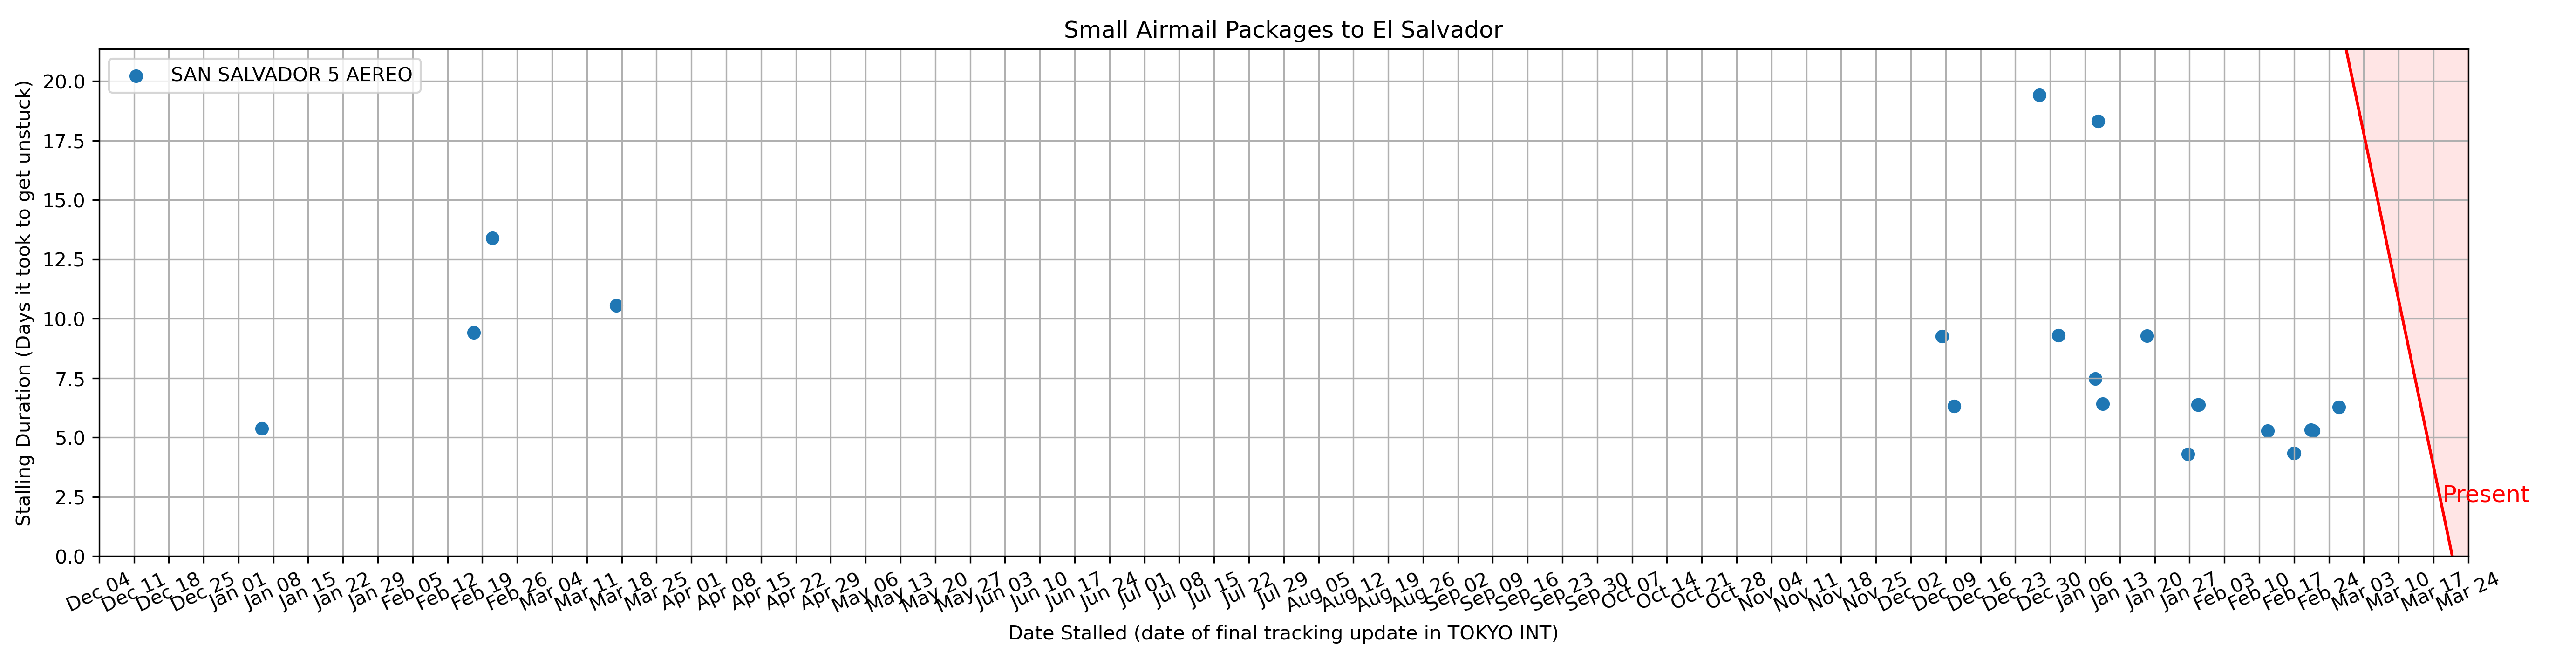 Small Airmail Packages to El Salvador
SAN SALVADOR 5 AEREO
Stalling Duration (Days it took to get unstuck)
20.0
17.5
15.0
12.5
10.0
7.5
5.0
2.5
0.0
Present
Dec 04 Dec 11 Dec 18 Dec 25 Jan 01 Jan 08 Jan 15 Jan 22 Jan 29 Feb 05 Feb 12 Feb 19 Feb 26 Mar 04 Mar 11 Mar 18 Mar 25 Apr 01 Apr 08 Apr 15 Apr 22 Apr 29 May 06 May 13 May 20 May 27 Jun 03 Jun 10 Jun 17 Jun 24 Jul 01 Jul 08 Jul 15 Jul 22 Jul 29 Aug 05 Aug 12 Aug 19 Aug 26 Sep 02 Sep 09 Sep 16 Sep 23 Sep 30 Oct 07 Oct 14 Oct 21 Oct 28 Nov 04 Nov 11 Nov 18 Nov 25 Dec 02 Dec 09 Dec 16 Dec 23 Dec 30 Jan 06 Jan 13 Jan 20 Jan 27 Feb 03 Feb 10 Feb 17 Feb 24 Mar 03 Mar 10 Mar 17 Mar 24
Date Stalled (date of final tracking update in TOKYO INT)